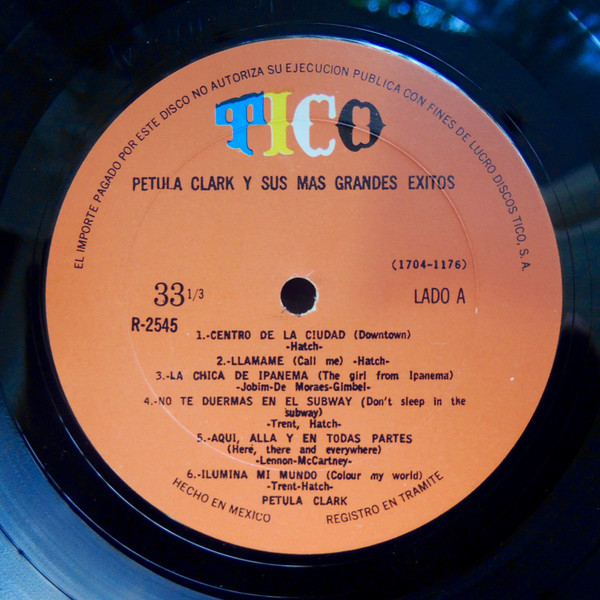 EL IMPORTE PAGADO POR ESTE DISCO NO AUTORIZA SU EJECUCION PUBLICA CON FINES DE LUCRO DISCOS TICO, S. A.
TICO
PETULA CLARK Y SUS MAS GRANDES EXITOS
(1704-1176)
33 1/3
LADO A
R-2545
1.-CENTRO DE LA CIUDAD (Downtown)
-Hatch-
2.-LLAMAME (Call me) -Hatch-
3.-LA CHICA DE IPANEMA (The girl from Ipanema)
-Jobim-De Moraes-Gimbel-
4.-NO TE DUERMAS EN EL SUBWAY (Don't sleep in the
subway)
-Trent, Hatch-
5.-AQUI, ALLA Y EN TODAS PARTES
(Here, there and everywhere)
-Lennon-McCartney-
6.-ILUMINA MI MUNDO (Colour my world)
-Trent-Hatch-
PETULA CLARK
HECHO EN MEXICO
REGISTRO EN TRAMITE